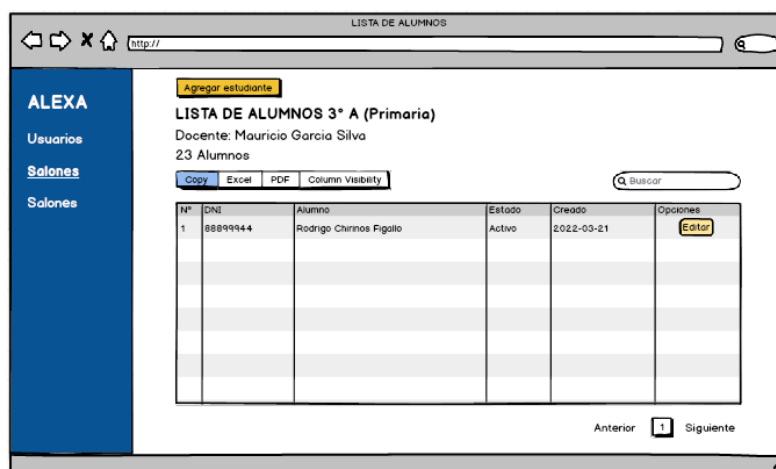 LISTA DE ALUMNOS
http://
ALEXA
Usuarios
Salones
Salones
Agregar estudiante
LISTA DE ALUMNOS 3° A (Primaria)
Docente: Mauricio Garcia Silva
23 Alumnos
Copy Excel PDF Column Visibility
Buscar
N° DNI Alumno Estado Creado Opciones
1 88899944 Rodrigo Chirinos Figallo Activo 2022-03-21 Editar
Anterior 1 Siguiente